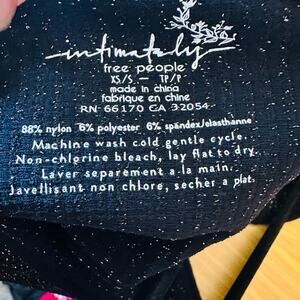 intimately
free people
XS/S — TP/P
made in china
fabriqué en chine
RN-66170 CA 32054
88% nylon 6% polyester 6% spandex/elasthanne
Machine wash cold gentle cycle.
Non-chlorine bleach, lay flat to dry.
Laver separement a la main.
Javellisant non chlore, secher a plat.